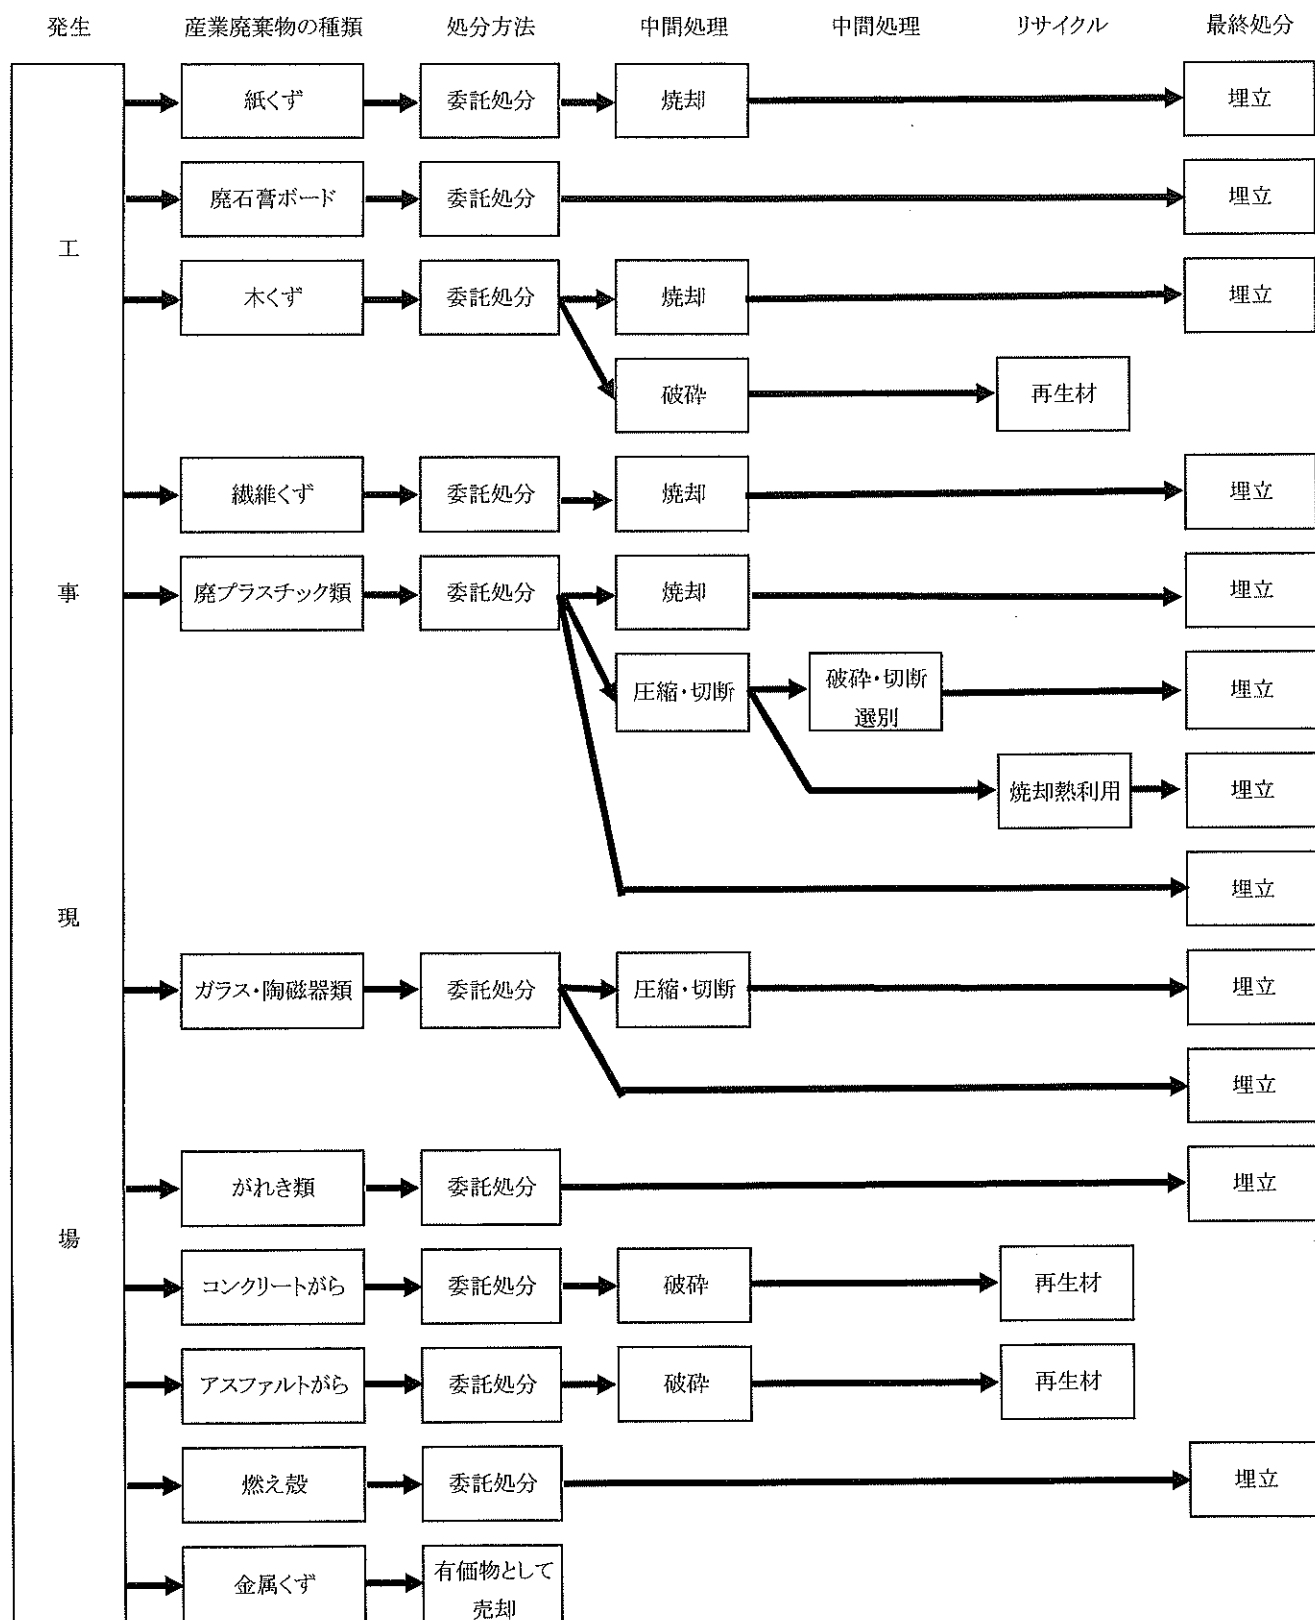 発生 産業廃棄物の種類 処分方法 中間処理 中間処理 リサイクル 最終処分
紙くず 委託処分 焼却 埋立
廃石膏ボード 委託処分 埋立
工
木くず 委託処分 焼却 埋立
破砕 再生材
繊維くず 委託処分 焼却 埋立
事 廃プラスチック類 委託処分 焼却 埋立
圧縮・切断 破砕・切断 埋立
選別
焼却熱利用 埋立
埋立
現
ガラス・陶磁器類 委託処分 圧縮・切断 埋立
埋立
がれき類 委託処分 埋立
場
コンクリートがら 委託処分 破砕 再生材
アスファルトがら 委託処分 破砕 再生材
燃え殻 委託処分 埋立
金属くず 有価物として
売却